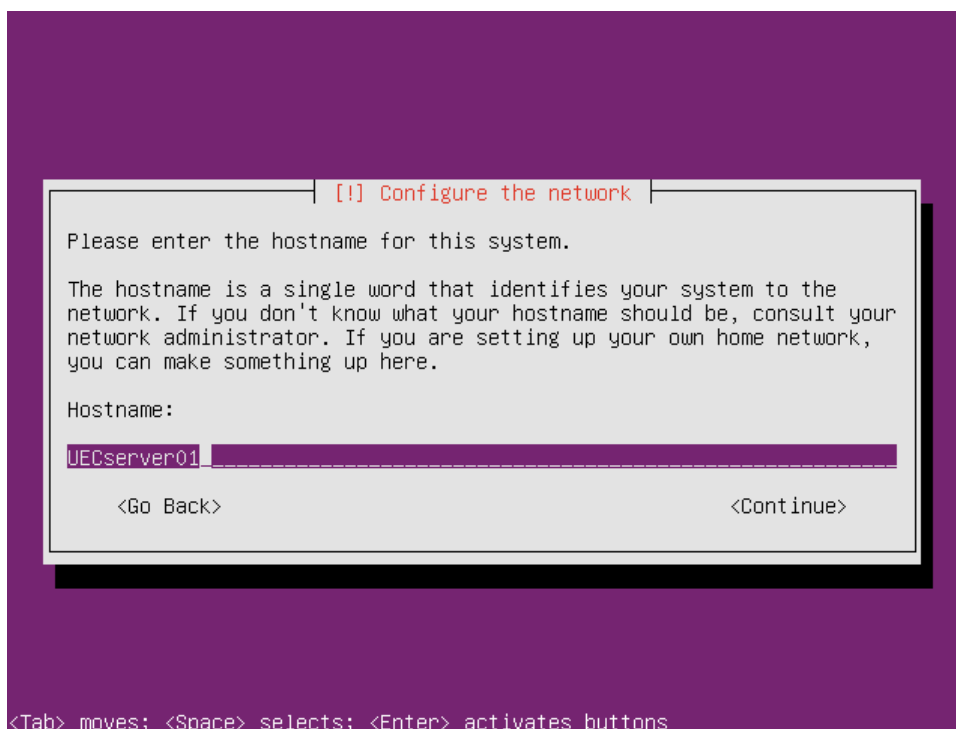 [!] Configure the network
Please enter the hostname for this system.
The hostname is a single word that identifies your system to the
network. If you don't know what your hostname should be, consult your
network administrator. If you are setting up your own home network,
you can make something up here.
Hostname:
UECserver01
<Go Back> <Continue>
<Tab> moves; <Space> selects; <Enter> activates buttons